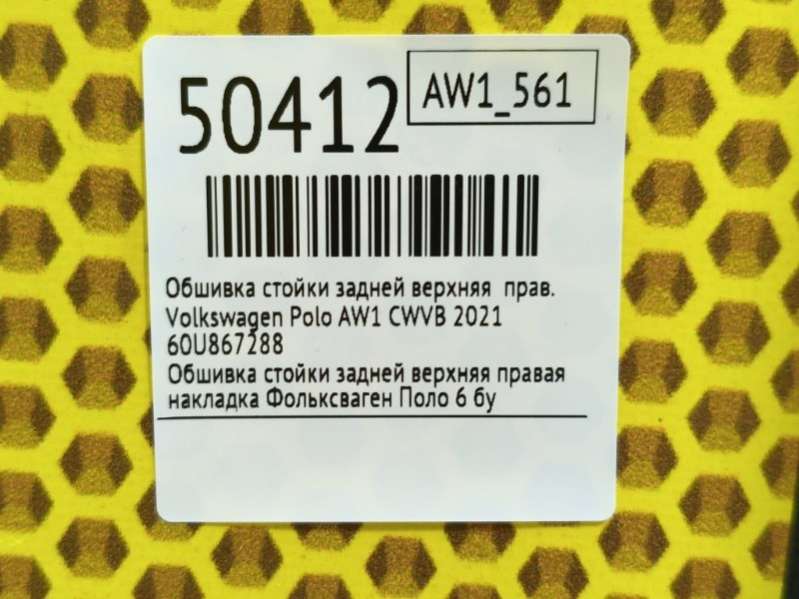 50412
AW1_561
Обшивка стойки задней верхняя прав.
Volkswagen Polo AW1 CWVB 2021
60U867288
Обшивка стойки задней верхняя правая
накладка Фольксваген Поло 6 бу